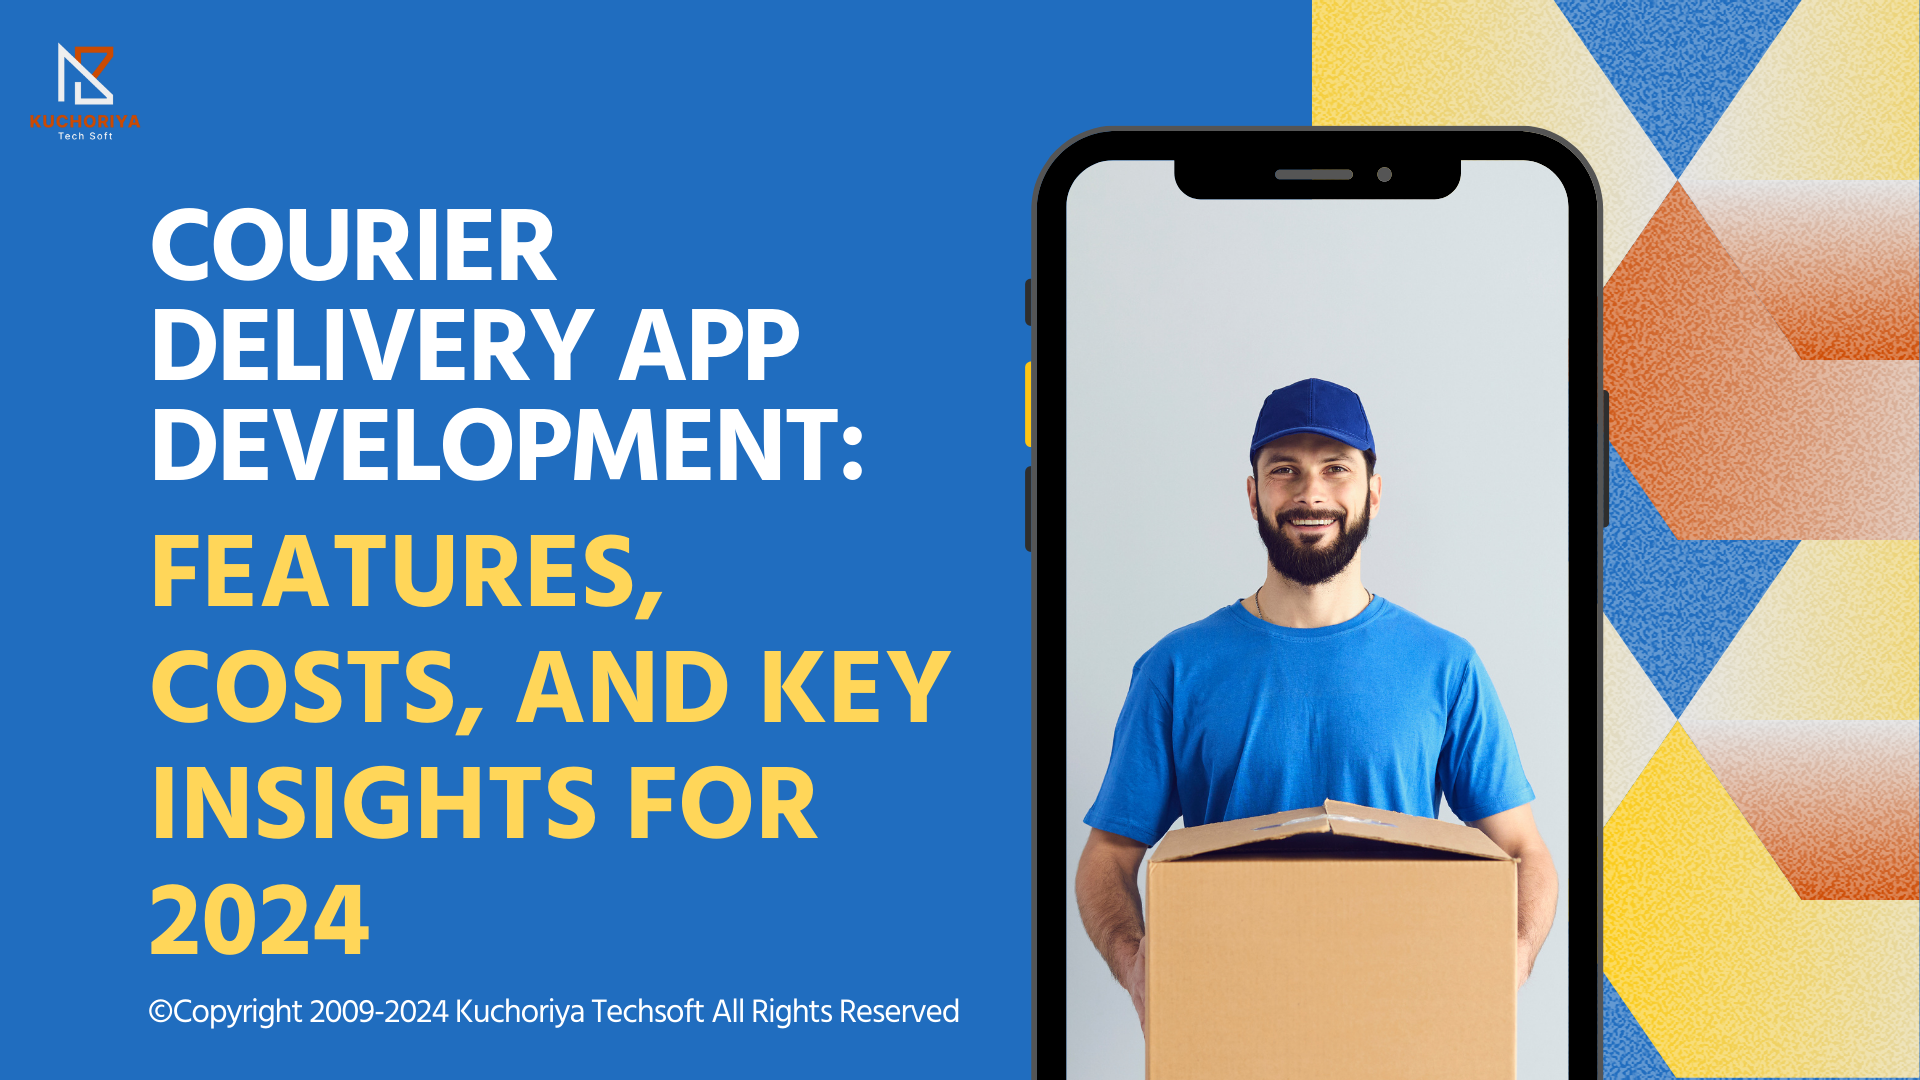 KUCHORIYA
Tech Soft
COURIER
DELIVERY APP
DEVELOPMENT:
FEATURES,
COSTS, AND KEY
INSIGHTS FOR
2024
©Copyright 2009-2024 Kuchoriya Techsoft All Rights Reserved